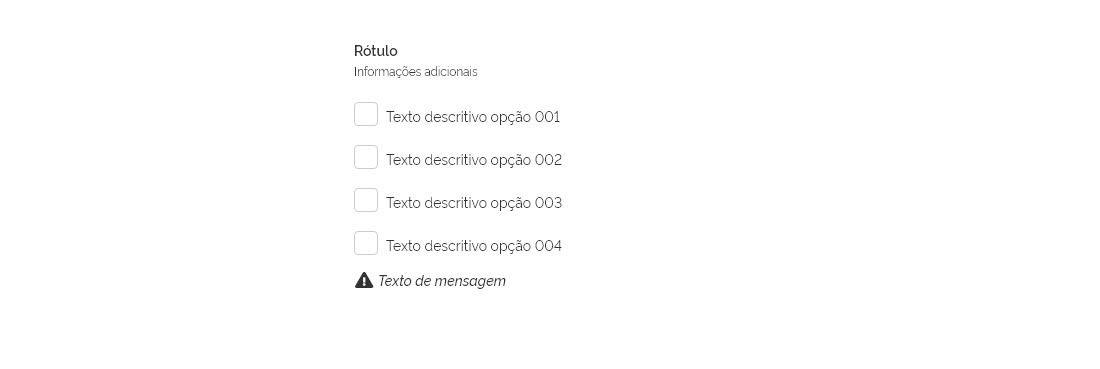 Rótulo
Informações adicionais
Texto descritivo opção 001
Texto descritivo opção 002
Texto descritivo opção 003
Texto descritivo opção 004
Texto de mensagem